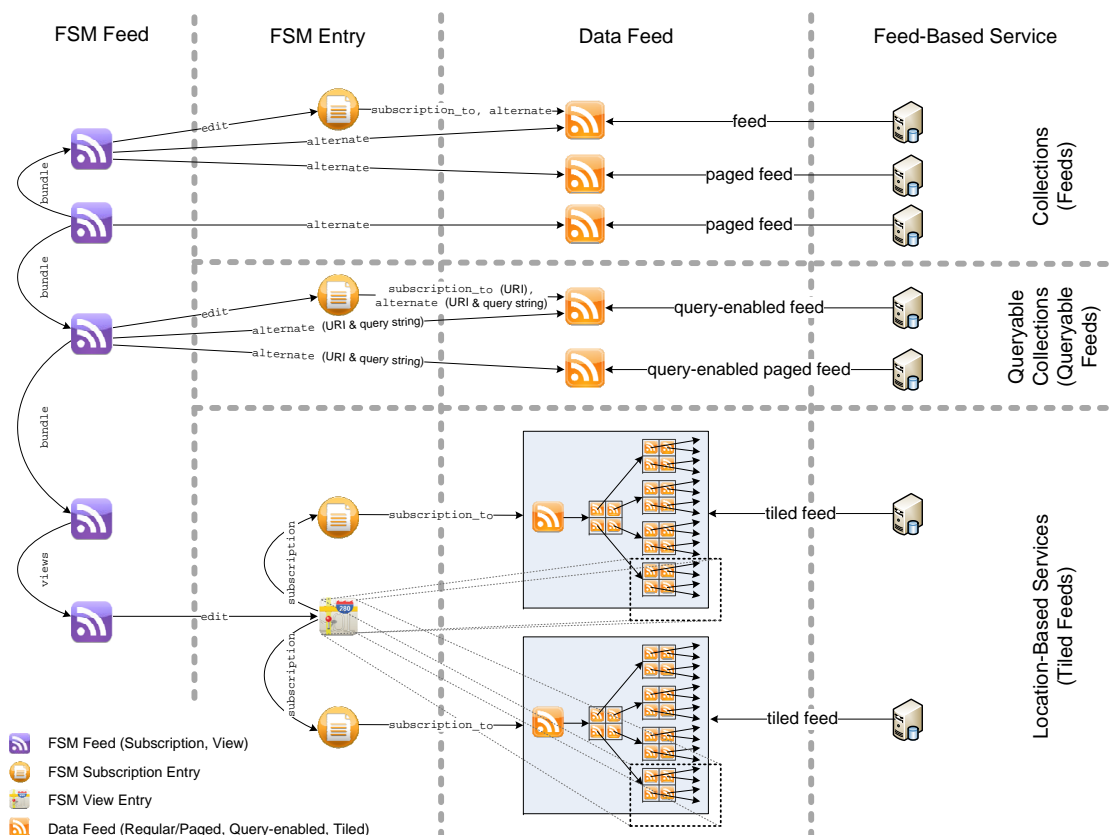 FSM Feed
FSM Entry
Data Feed
Feed-Based Service
subscription_to, alternate
edit
feed
alternate
bundle
alternate
paged feed
alternate
paged feed
Collections
(Feeds)
bundle
subscription_to (URI),
alternate (URI & query string)
edit
query-enabled feed
alternate (URI & query string)
alternate (URI & query string)
query-enabled paged feed
Queryable
Collections
(Queryable
Feeds)
bundle
subscription_to
tiled feed
views
subscription
280
edit
subscription
subscription_to
tiled feed
Location-Based Services
(Tiled Feeds)
FSM Feed (Subscription, View)
FSM Subscription Entry
FSM View Entry
Data Feed (Regular/Paged, Query-enabled, Tiled)